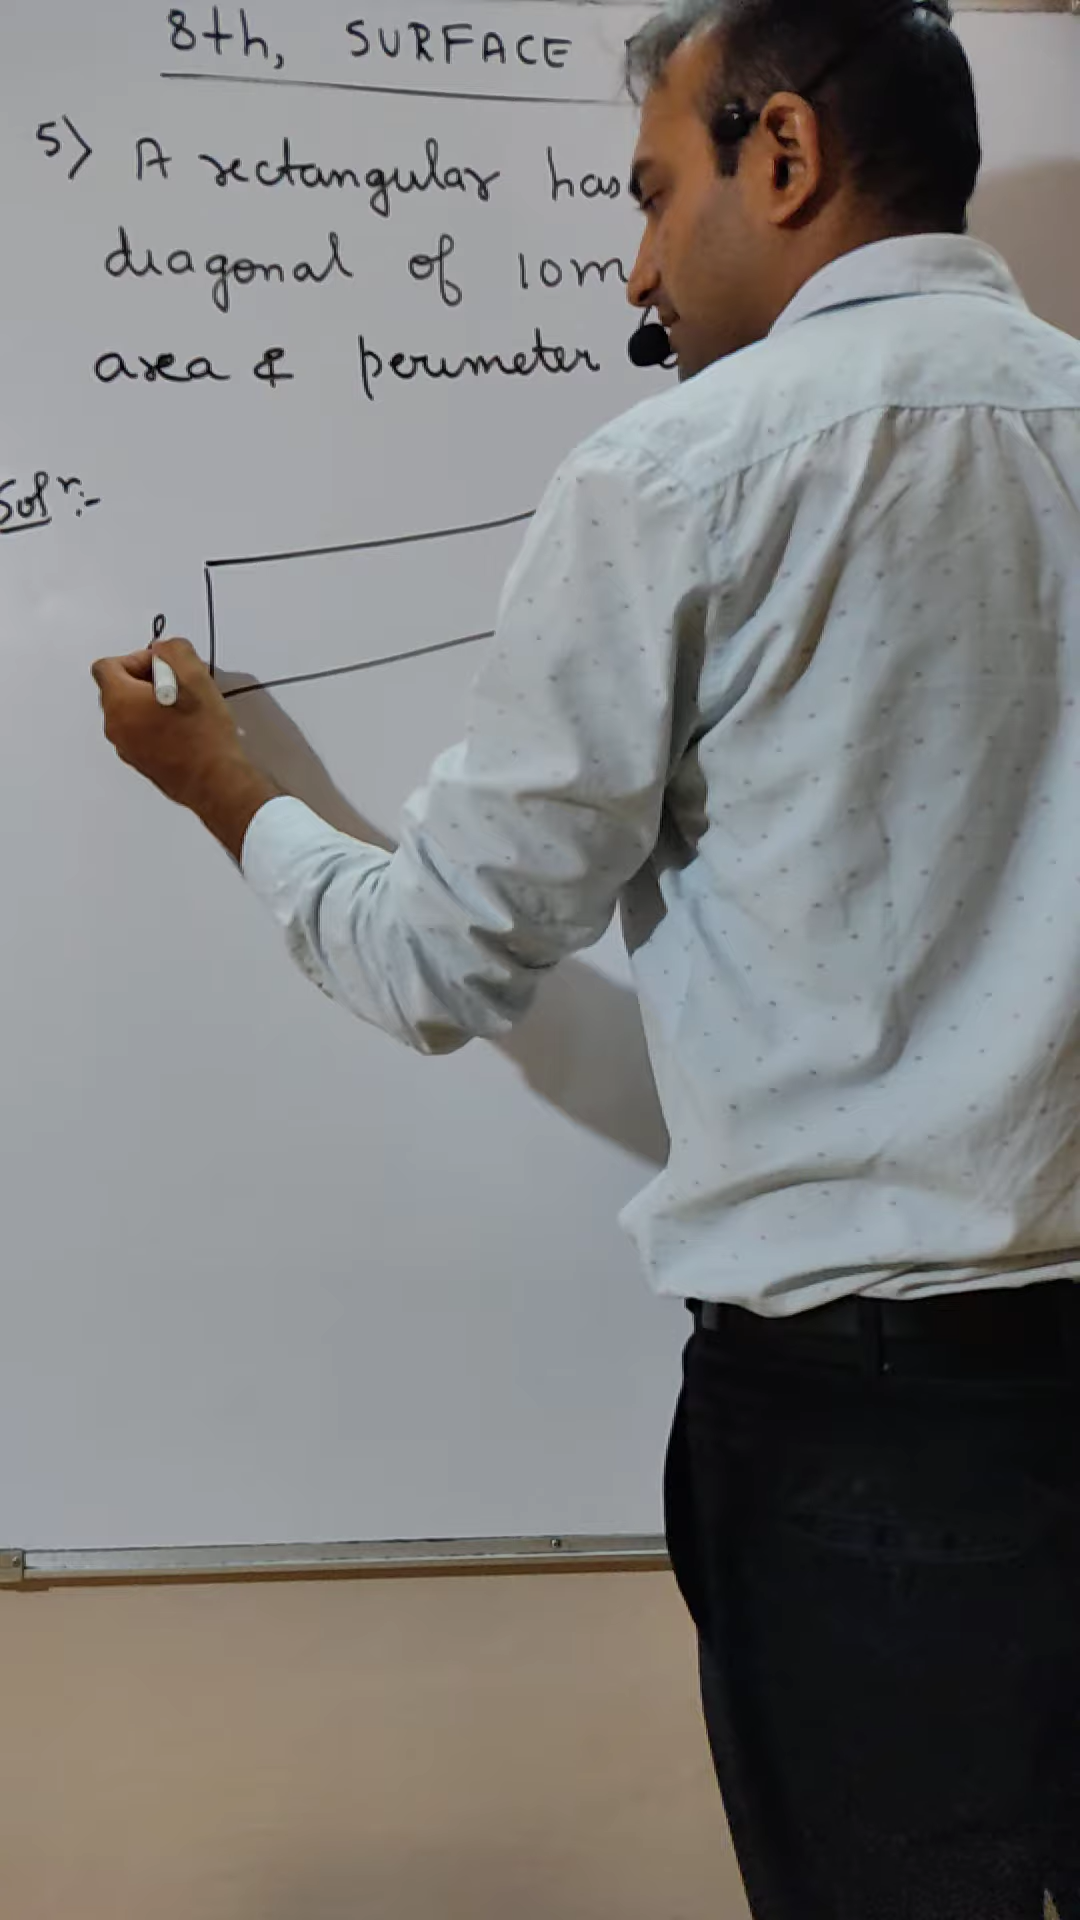 8th, SURFACE
5) A rectangular has
diagonal of 10m
area & perimeter
Solⁿ:-